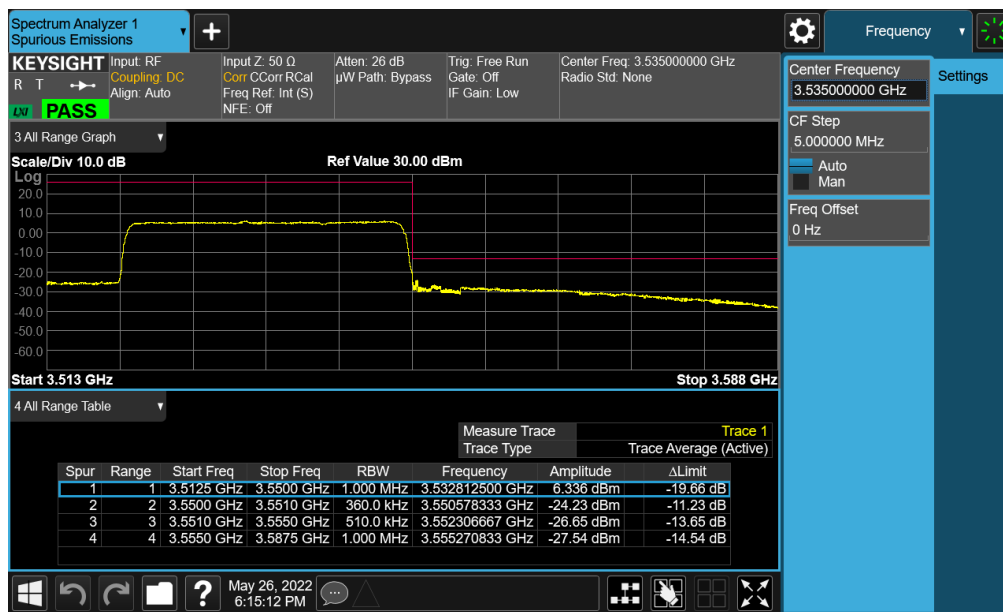 Spectrum Analyzer 1
Spurious Emissions
+
Frequency
KEYSIGHT
R T
LXI PASS
Input: RF
Coupling: DC
Align: Auto
Input Z: 50 Ω
Corr CCorr RCal
Freq Ref: Int (S)
NFE: Off
Atten: 26 dB
µW Path: Bypass
Trig: Free Run
Gate: Off
IF Gain: Low
Center Freq: 3.535000000 GHz
Radio Std: None
Center Frequency
3.535000000 GHz
Settings
CF Step
5.000000 MHz
Auto
Man
Freq Offset
0 Hz
3 All Range Graph
Scale/Div 10.0 dB Ref Value 30.00 dBm
Log
20.0
10.0
0.00
-10.0
-20.0
-30.0
-40.0
-50.0
-60.0
Start 3.513 GHz Stop 3.588 GHz
4 All Range Table
Measure Trace Trace 1
Trace Type Trace Average (Active)
Spur Range Start Freq Stop Freq RBW Frequency Amplitude ΔLimit
1 1 3.5125 GHz 3.5500 GHz 1.000 MHz 3.532812500 GHz 6.336 dBm -19.66 dB
2 2 3.5500 GHz 3.5510 GHz 360.0 kHz 3.550578333 GHz -24.23 dBm -11.23 dB
3 3 3.5510 GHz 3.5550 GHz 510.0 kHz 3.552306667 GHz -26.65 dBm -13.65 dB
4 4 3.5550 GHz 3.5875 GHz 1.000 MHz 3.555270833 GHz -27.54 dBm -14.54 dB
?
May 26, 2022
6:15:12 PM